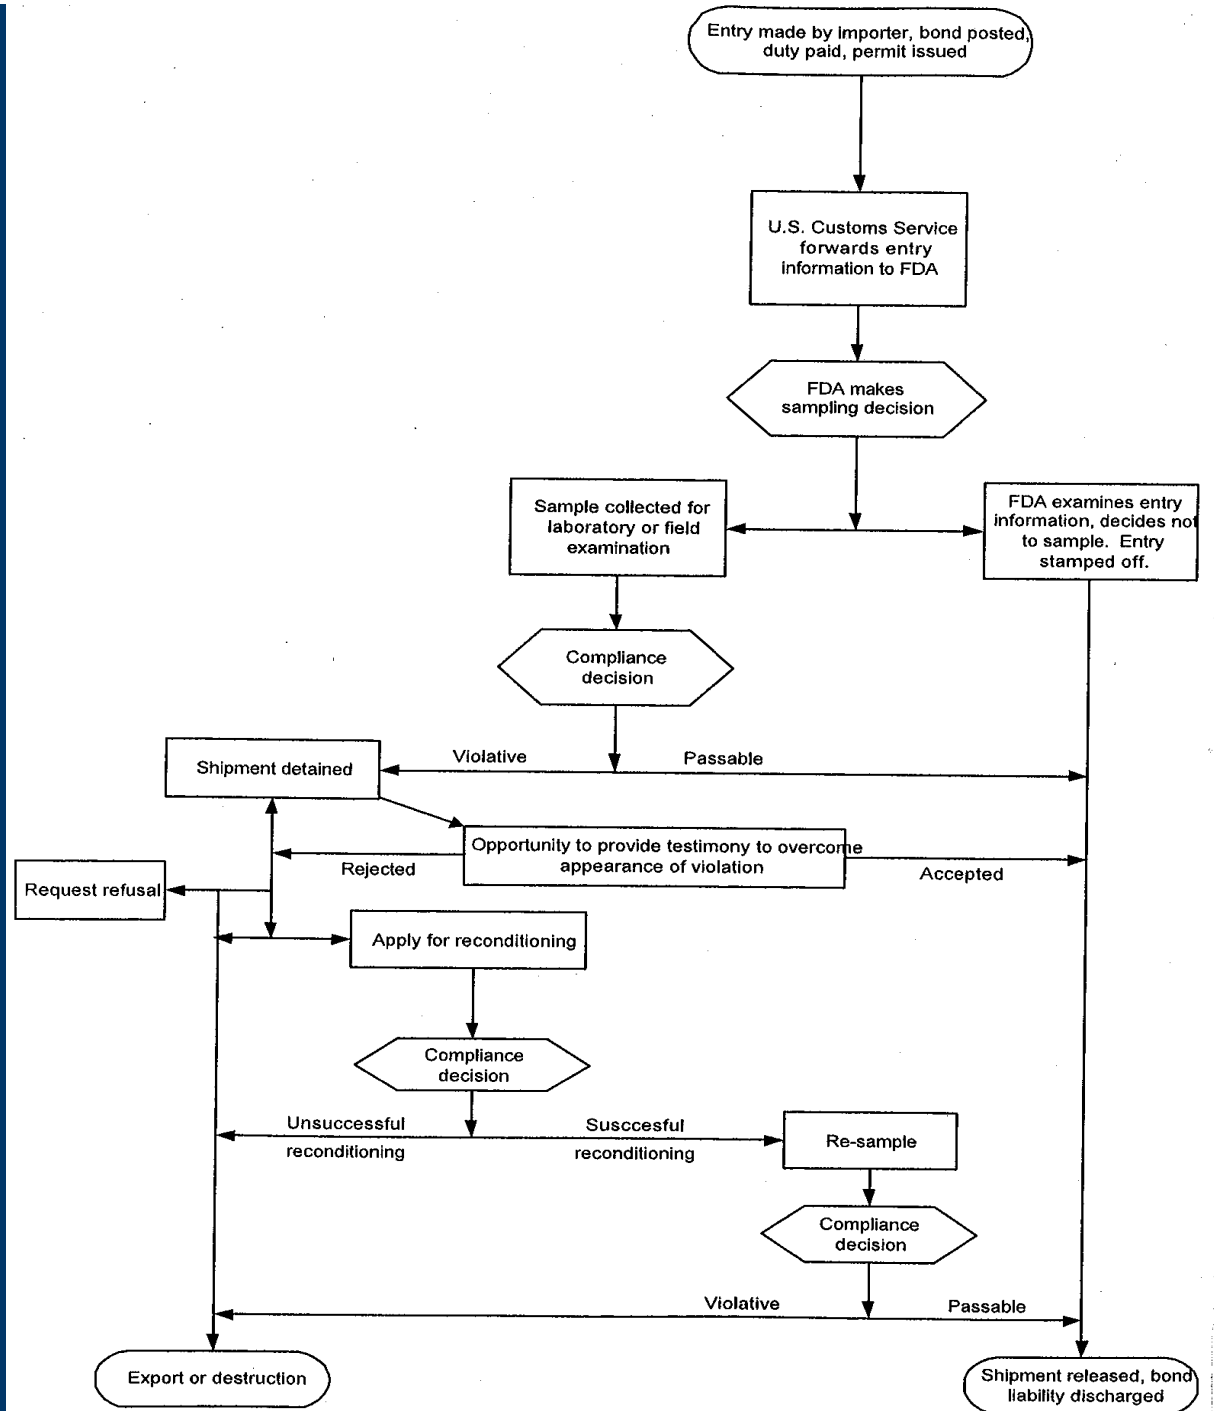 Entry made by importer, bond posted,
duty paid, permit issued
U.S. Customs Service
forwards entry
information to FDA
FDA makes
sampling decision
Sample collected for
laboratory or field
examination
FDA examines entry
information, decides not
to sample. Entry
stamped off.
Compliance
decision
Violative
Passable
Shipment detained
Opportunity to provide testimony to overcome
appearance of violation
Rejected
Accepted
Request refusal
Apply for reconditioning
Compliance
decision
Unsuccessful
reconditioning
Susccesful
reconditioning
Re-sample
Compliance
decision
Violative
Passable
Export or destruction
Shipment released, bond
liability discharged